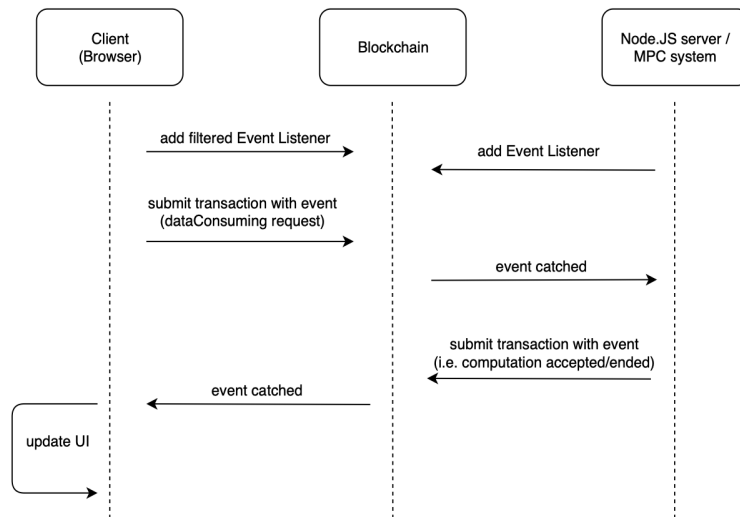 Client
(Browser)
Blockchain
Node.JS server /
MPC system
add filtered Event Listener
add Event Listener
submit transaction with event
(dataConsuming request)
event catched
submit transaction with event
(i.e. computation accepted/ended)
event catched
update UI